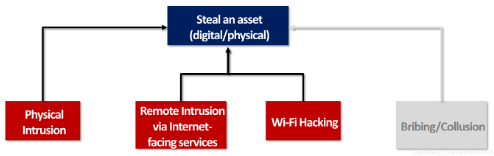 Steal an asset
(digital/physical)
Physical
Intrusion
Remote Intrusion
via Internet-
facing services
Wi-Fi Hacking
Bribing/Collusion